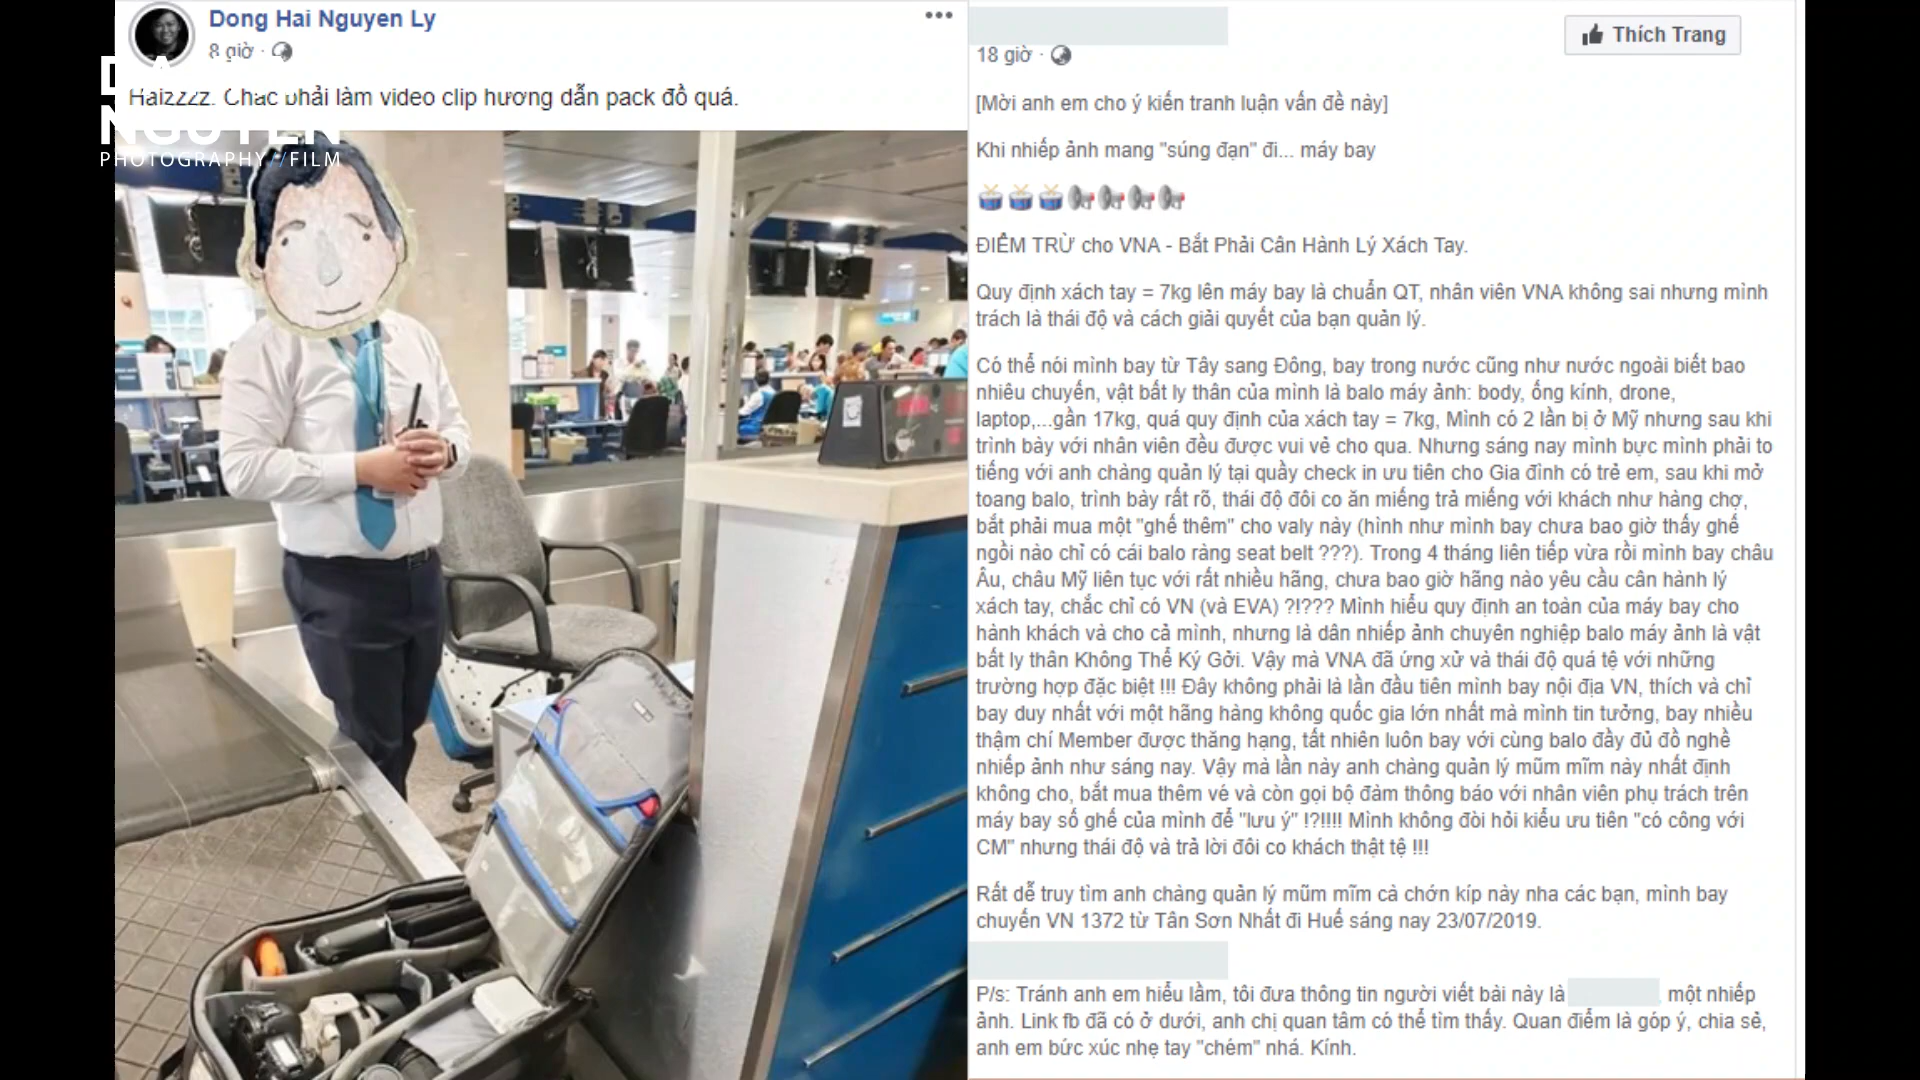 Dong Hai Nguyen Ly
8 giờ ·
Haizzzz. Chắc phải làm video clip hướng dẫn pack đồ quá.
NGUYEN
PHOTOGRAPHY//FILM
18 giờ ·
Thích Trang
[Mời anh em cho ý kiến tranh luận vấn đề này]
Khi nhiếp ảnh mang "súng đạn" đi... máy bay
ĐIỂM TRỪ cho VNA - Bắt Phải Cân Hành Lý Xách Tay.
Quy định xách tay = 7kg lên máy bay là chuẩn QT, nhân viên VNA không sai nhưng mình
trách là thái độ và cách giải quyết của bạn quản lý.
Có thể nói mình bay từ Tây sang Đông, bay trong nước cũng như nước ngoài biết bao
nhiêu chuyến, vật bất ly thân của mình là balo máy ảnh: body, ống kính, drone,
laptop,...gần 17kg, quá quy định của xách tay = 7kg, Mình có 2 lần bị ở Mỹ nhưng sau khi
trình bày với nhân viên đều được vui vẻ cho qua. Nhưng sáng nay mình bực mình phải to
tiếng với anh chàng quản lý tại quầy check in ưu tiên cho Gia đình có trẻ em, sau khi mở
toang balo, trình bày rất rõ, thái độ đôi co ăn miếng trả miếng với khách như hàng chợ,
bắt phải mua một "ghế thêm" cho valy này (hình như mình bay chưa bao giờ thấy ghế
ngồi nào chỉ có cái balo ràng seat belt ???). Trong 4 tháng liên tiếp vừa rồi mình bay châu
Âu, châu Mỹ liên tục với rất nhiều hãng, chưa bao giờ hãng nào yêu cầu cân hành lý
xách tay, chắc chỉ có VN (và EVA) ?!??? Mình hiểu quy định an toàn của máy bay cho
hành khách và cho cả mình, nhưng là dân nhiếp ảnh chuyên nghiệp balo máy ảnh là vật
bất ly thân Không Thể Ký Gởi. Vậy mà VNA đã ứng xử và thái độ quá tệ với những
trường hợp đặc biệt !!! Đây không phải là lần đầu tiên mình bay nội địa VN, thích và chỉ
bay duy nhất với một hãng hàng không quốc gia lớn nhất mà mình tin tưởng, bay nhiều
thậm chí Member được thăng hạng, tất nhiên luôn bay với cùng balo đầy đủ đồ nghề
nhiếp ảnh như sáng nay. Vậy mà lần này anh chàng quản lý mũm mĩm này nhất định
không cho, bắt mua thêm vé và còn gọi bộ đàm thông báo với nhân viên phụ trách trên
máy bay số ghế của mình để "lưu ý" !?!!!! Mình không đòi hỏi kiểu ưu tiên "có công với
CM" nhưng thái độ và trả lời đôi co khách thật tệ !!!
Rất dễ truy tìm anh chàng quản lý mũm mĩm cà chớn kíp này nha các bạn, mình bay
chuyến VN 1372 từ Tân Sơn Nhất đi Huế sáng nay 23/07/2019.
P/s: Tránh anh em hiểu lầm, tôi đưa thông tin người viết bài này là , một nhiếp
ảnh. Link fb đã có ở dưới, anh chị quan tâm có thể tìm thấy. Quan điểm là góp ý, chia sẻ,
anh em bức xúc nhẹ tay "chém" nhá. Kính.